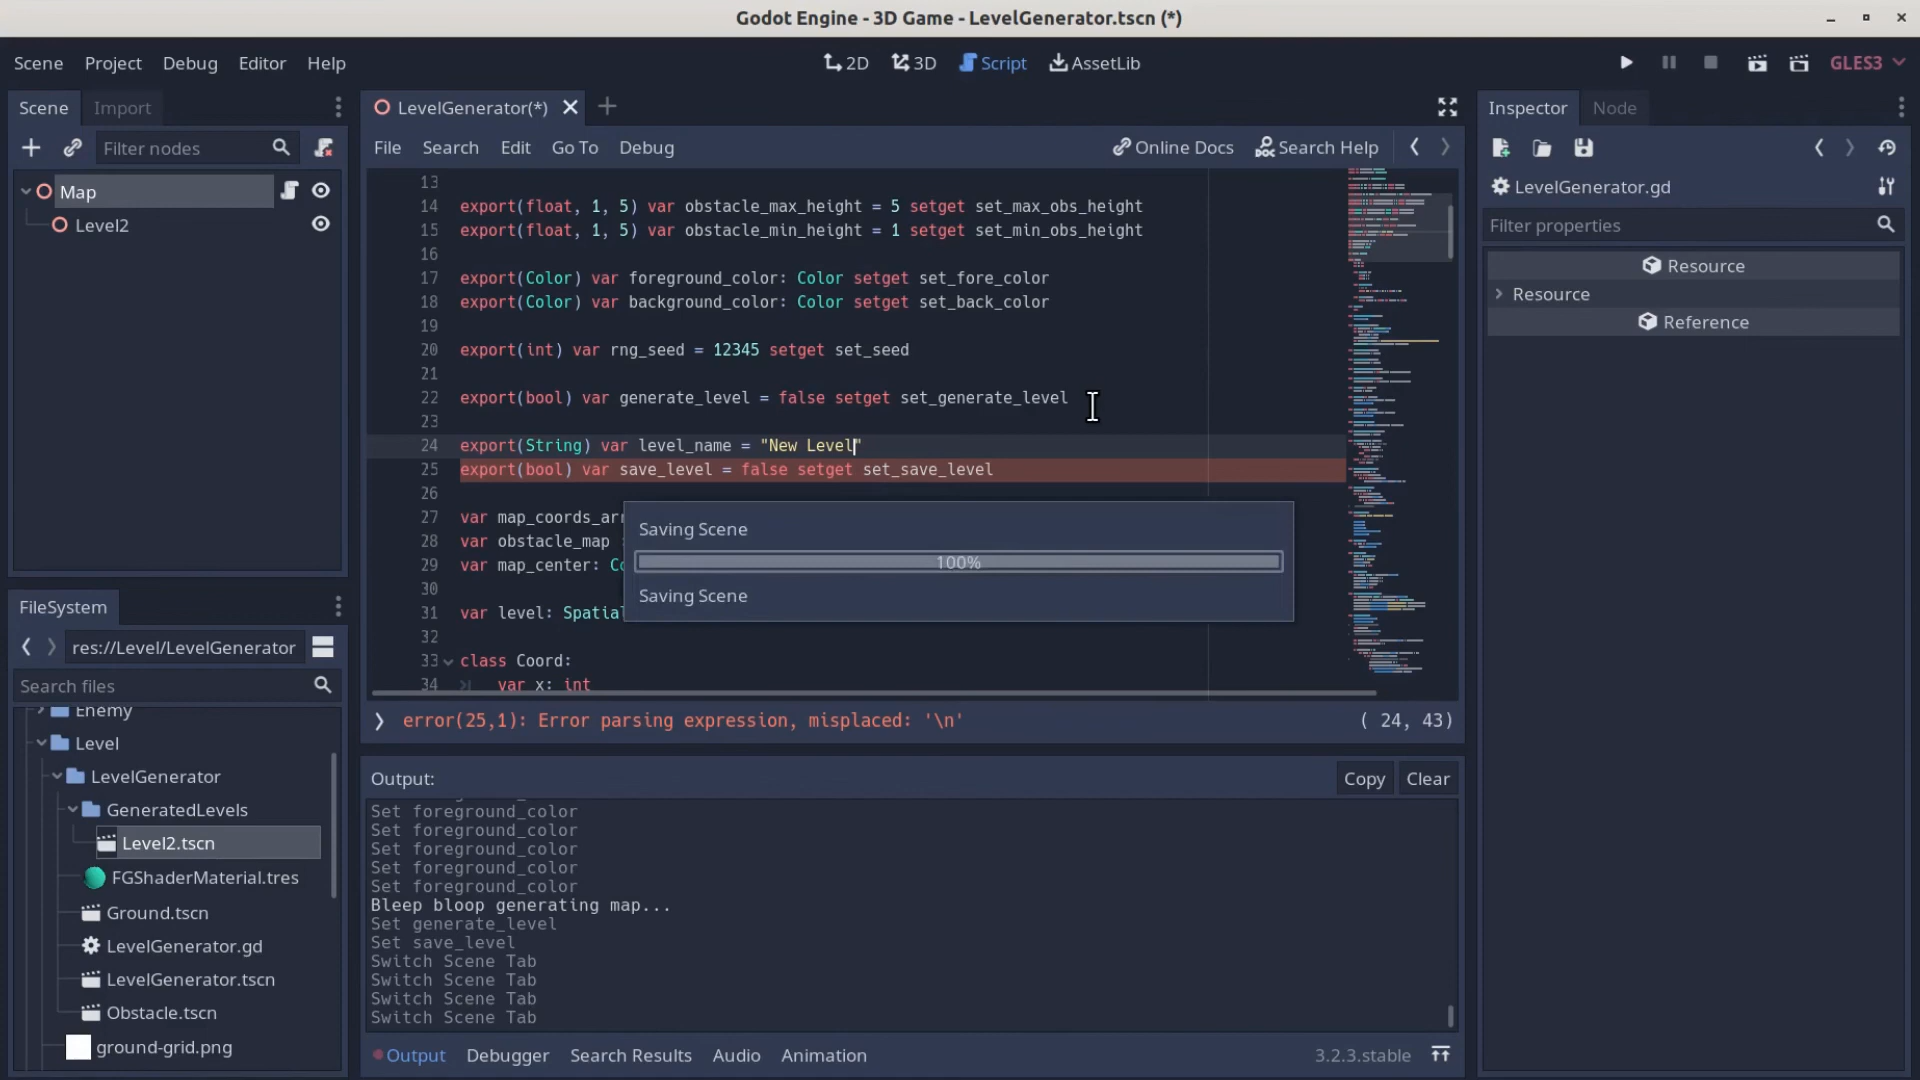 Godot Engine - 3D Game - LevelGenerator.tscn (*)
Scene Project Debug Editor Help
2D 3D Script AssetLib
GLES3
Scene Import
Filter nodes
Map
Level2
LevelGenerator(*)
File Search Edit Go To Debug
Online Docs Search Help
13
14 export(float, 1, 5) var obstacle_max_height = 5 setget set_max_obs_height
15 export(float, 1, 5) var obstacle_min_height = 1 setget set_min_obs_height
16
17 export(Color) var foreground_color: Color setget set_fore_color
18 export(Color) var background_color: Color setget set_back_color
19
20 export(int) var rng_seed = 12345 setget set_seed
21
22 export(bool) var generate_level = false setget set_generate_level
23
24 export(String) var level_name = "New Level"
25 export(bool) var save_level = false setget set_save_level
26
27 var map_coords_arr
28 var obstacle_map
29 var map_center: Co
30
31 var level: Spatial
32
33 class Coord:
34 var x: int
Saving Scene
100%
Saving Scene
error(25,1): Error parsing expression, misplaced: '\n'
( 24, 43)
Output:
Copy Clear
Set foreground_color
Set foreground_color
Set foreground_color
Set foreground_color
Set foreground_color
Bleep bloop generating map...
Set generate_level
Set save_level
Switch Scene Tab
Switch Scene Tab
Switch Scene Tab
Switch Scene Tab
Output Debugger Search Results Audio Animation
3.2.3.stable
FileSystem
res://Level/LevelGenerator
Search files
Enemy
Level
LevelGenerator
GeneratedLevels
Level2.tscn
FGShaderMaterial.tres
Ground.tscn
LevelGenerator.gd
LevelGenerator.tscn
Obstacle.tscn
ground-grid.png
Inspector Node
LevelGenerator.gd
Filter properties
Resource
Resource
Reference